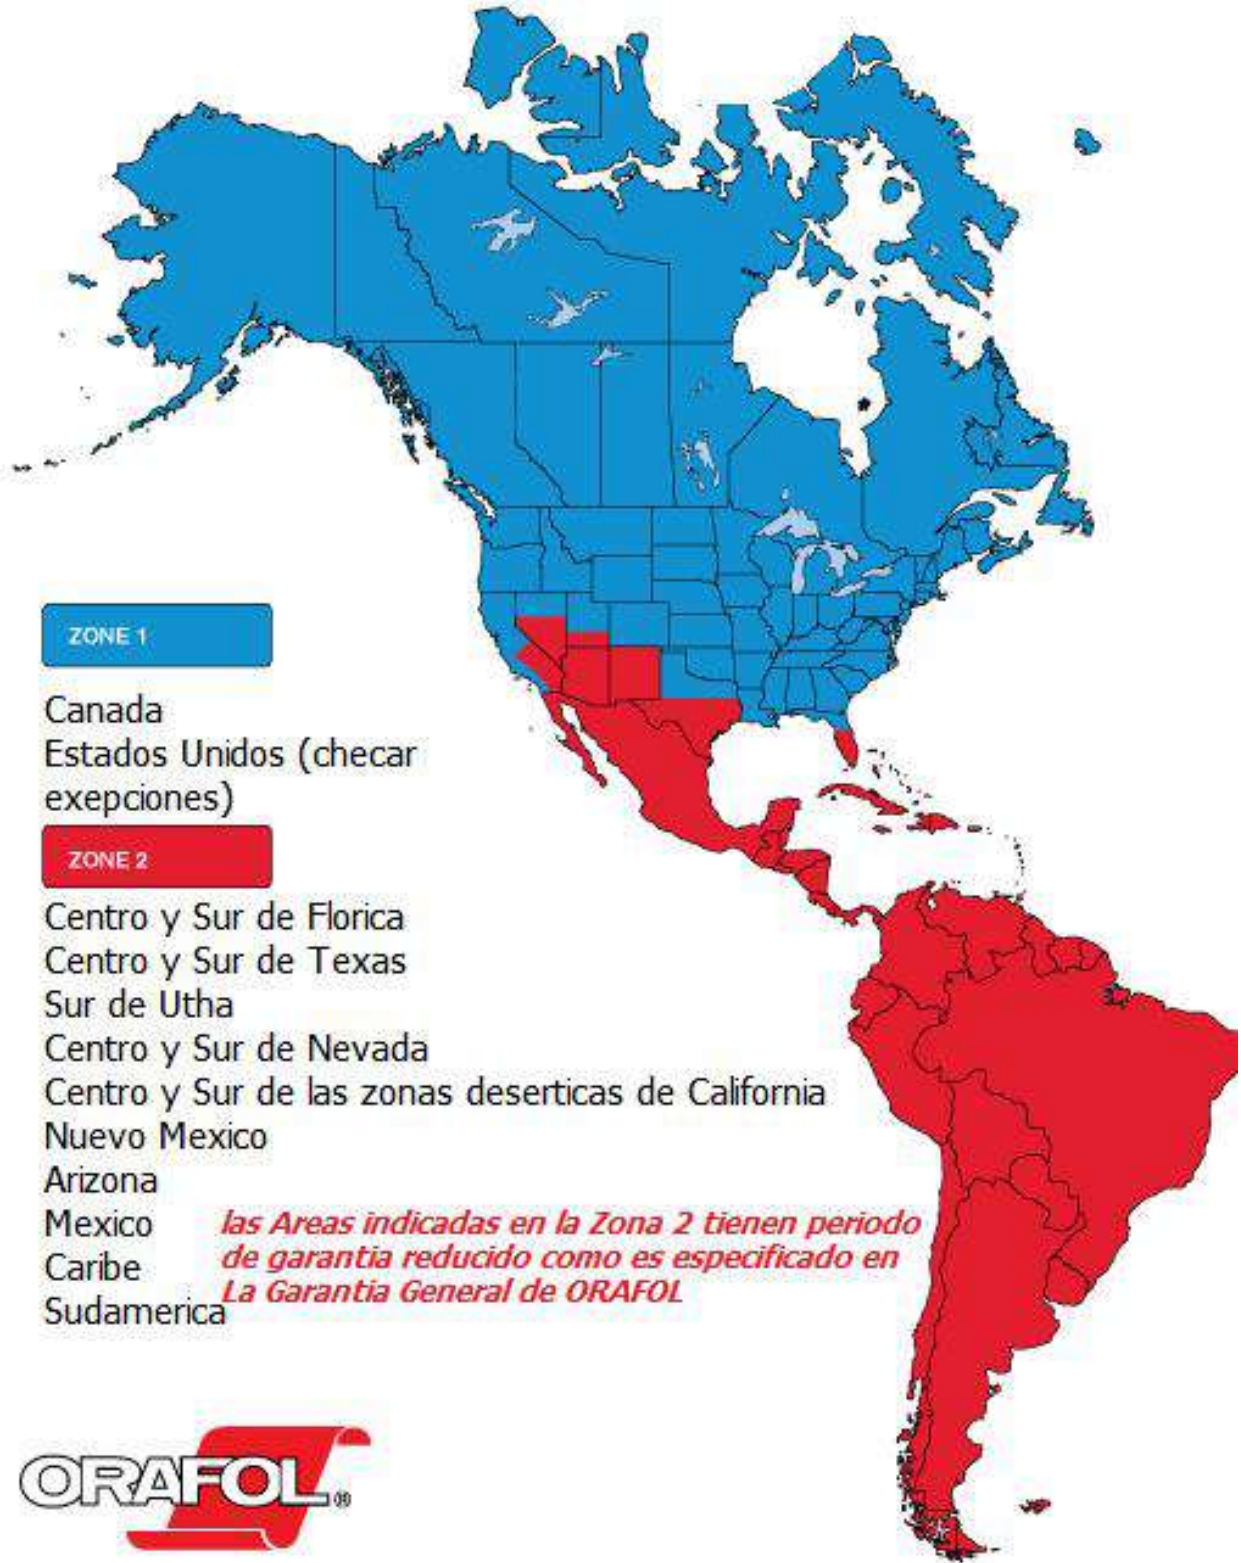 ZONE 1
Canada
Estados Unidos (checar
exepciones)
ZONE 2
Centro y Sur de Florica
Centro y Sur de Texas
Sur de Utha
Centro y Sur de Nevada
Centro y Sur de las zonas deserticas de California
Nuevo Mexico
Arizona
Mexico
Caribe
Sudamerica
las Areas indicadas en la Zona 2 tienen periodo
de garantia reducido como es especificado en
La Garantia General de ORAFOL
ORAFOL®